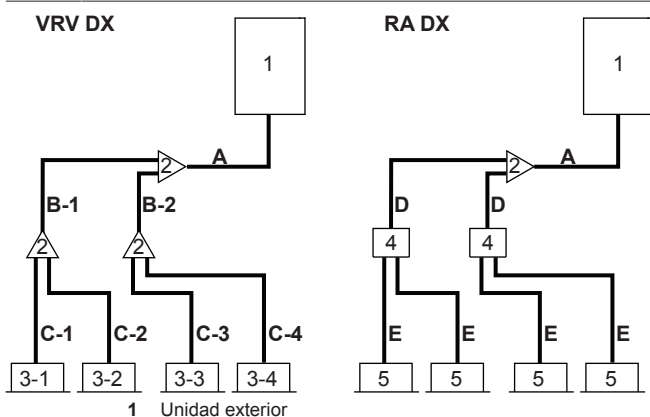 VRV DX RA DX
1 1
2 A 2 A
B-1 B-2 D D
2 2 4 4
C-1 C-2 C-3 C-4 E E E E
3-1 3-2 3-3 3-4 5 5 5 5
1 Unidad exterior